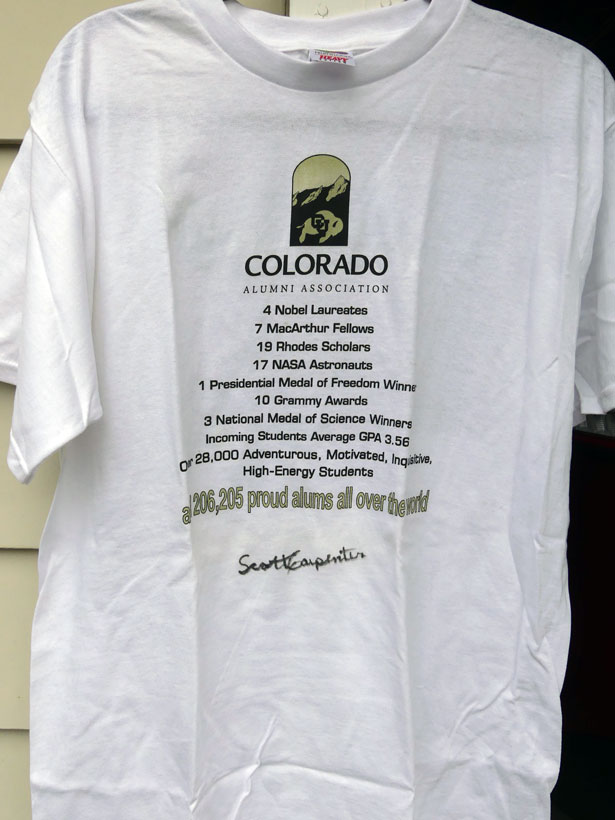 CU
COLORADO
ALUMNI ASSOCIATION
4 Nobel Laureates
7 MacArthur Fellows
19 Rhodes Scholars
17 NASA Astronauts
1 Presidential Medal of Freedom Winne
10 Grammy Awards
3 National Medal of Science Winners
Incoming Students Average GPA 3.56
28,000 Adventurous, Motivated, Inquisitive,
High-Energy Students
206,205 proud alums all over the world
Scott Carpenter